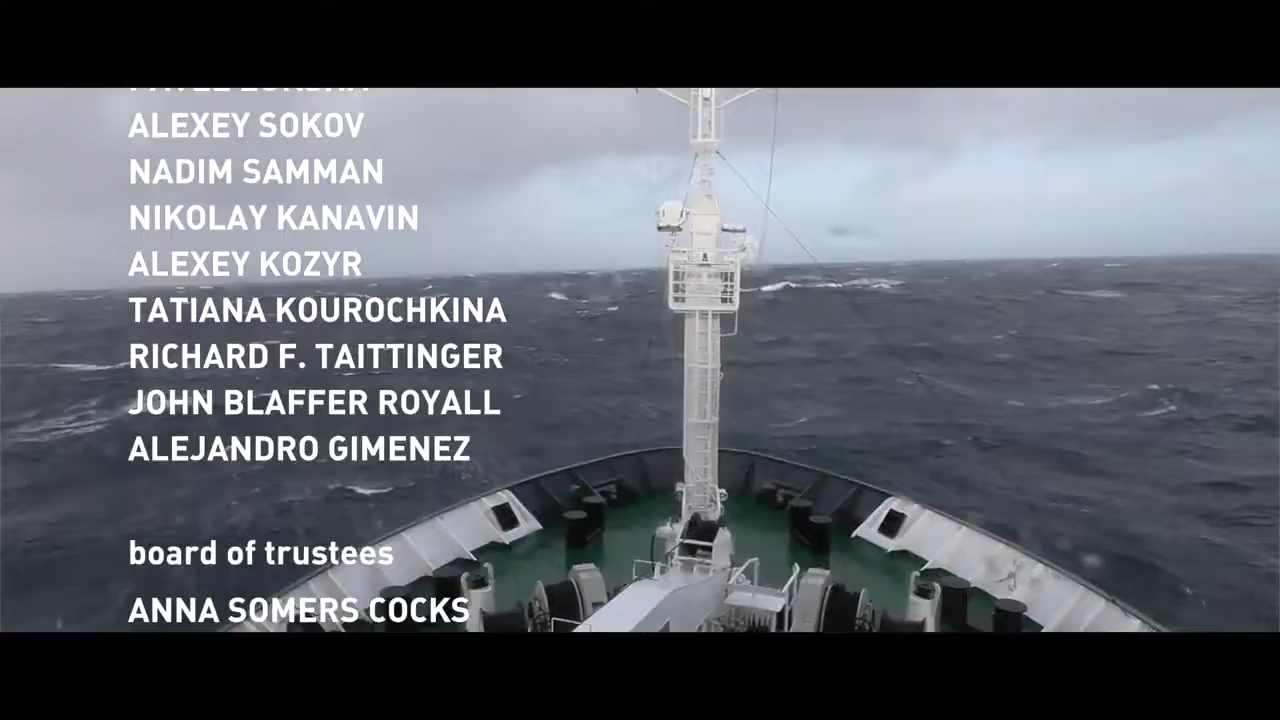 ALEXEY SOKOV
NADIM SAMMAN
NIKOLAY KANAVIN
ALEXEY KOZYR
TATIANA KOUROCHKINA
RICHARD F. TAITTINGER
JOHN BLAFFER ROYALL
ALEJANDRO GIMENEZ
board of trustees
ANNA SOMERS COCKS